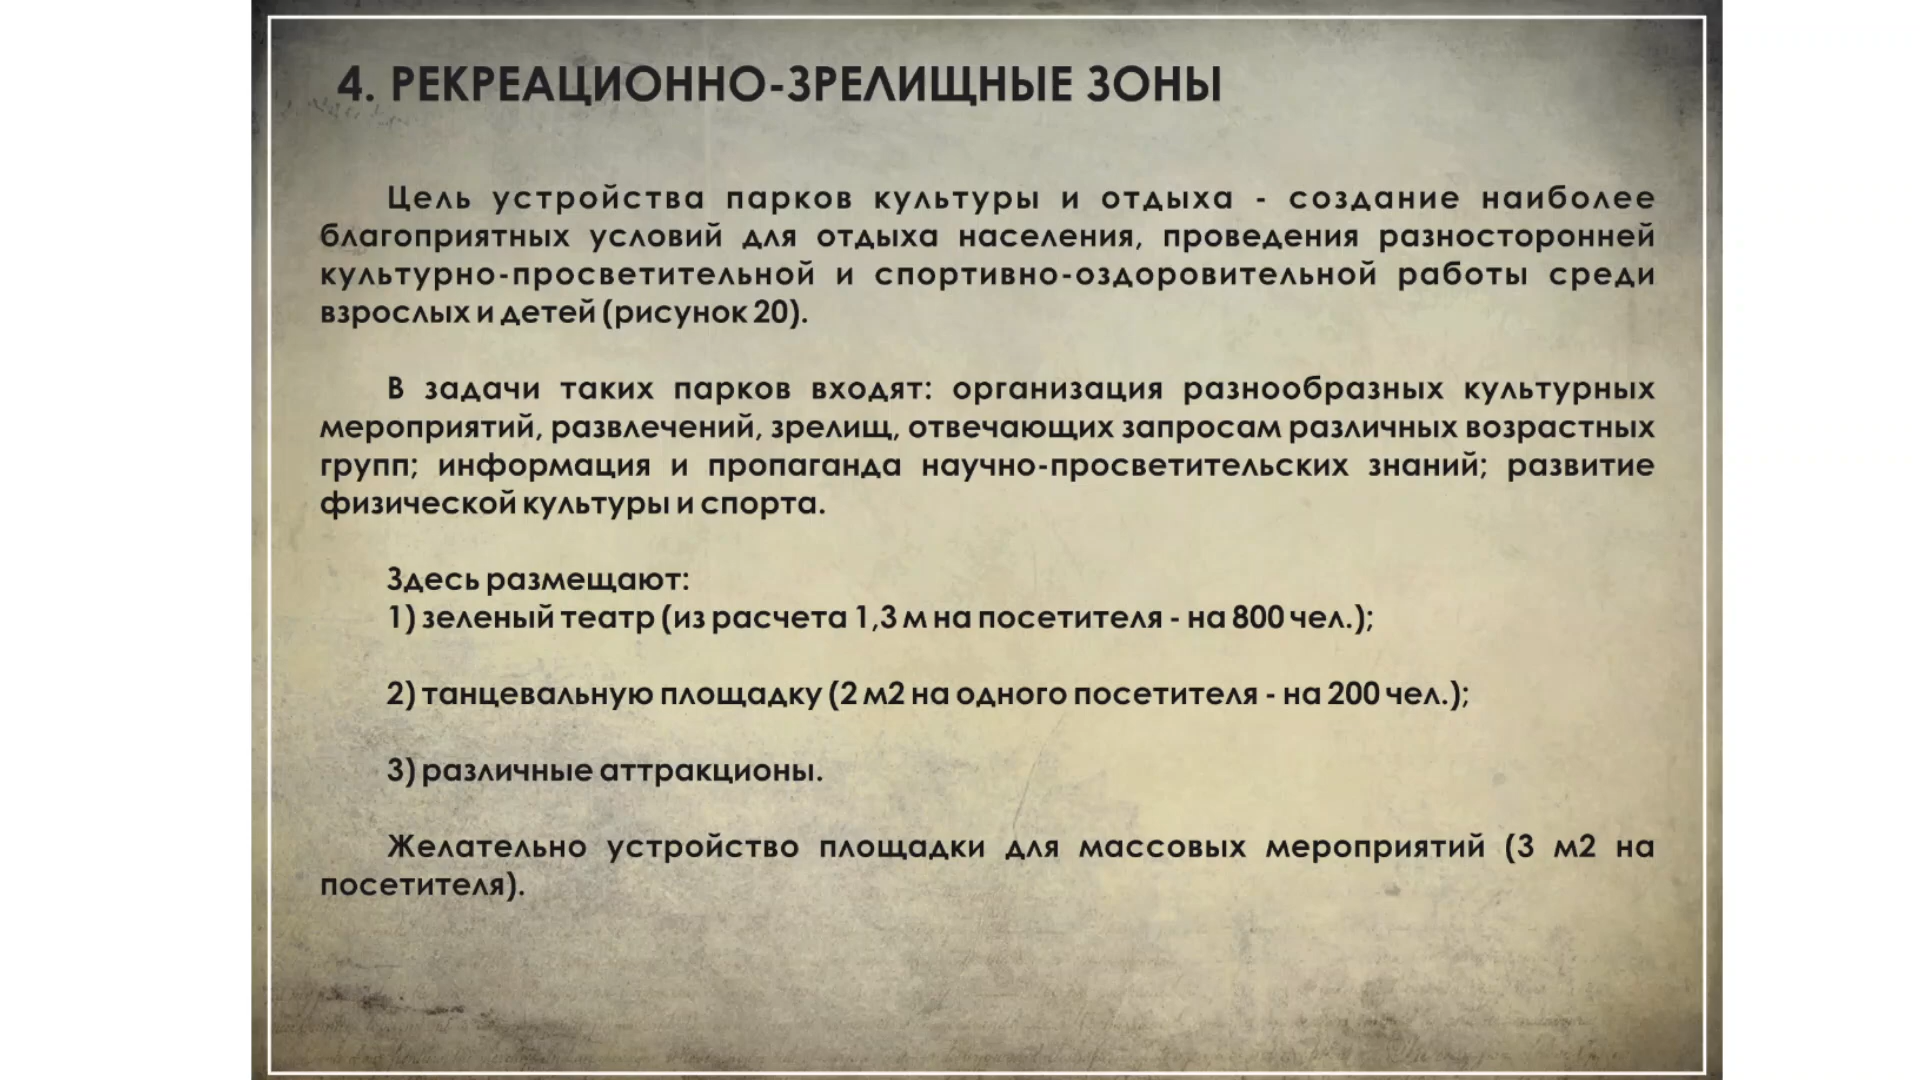 4. РЕКРЕАЦИОННО-ЗРЕЛИЩНЫЕ ЗОНЫ
Цель устройства парков культуры и отдыха - создание наиболее
благоприятных условий для отдыха населения, проведения разносторонней
культурно-просветительной и спортивно-оздоровительной работы среди
взрослых и детей (рисунок 20).
В задачи таких парков входят: организация разнообразных культурных
мероприятий, развлечений, зрелищ, отвечающих запросам различных возрастных
групп; информация и пропаганда научно-просветительских знаний; развитие
физической культуры и спорта.
Здесь размещают:
1) зеленый театр (из расчета 1,3 м на посетителя - на 800 чел.);
2) танцевальную площадку (2 м2 на одного посетителя - на 200 чел.);
3) различные аттракционы.
Желательно устройство площадки для массовых мероприятий (3 м2 на
посетителя).